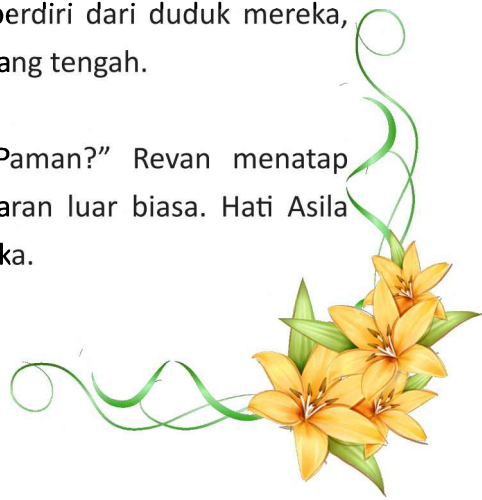 berdiri dari duduk mereka,
ang tengah.
Paman?” Revan menatap
aran luar biasa. Hati Asila
ka.